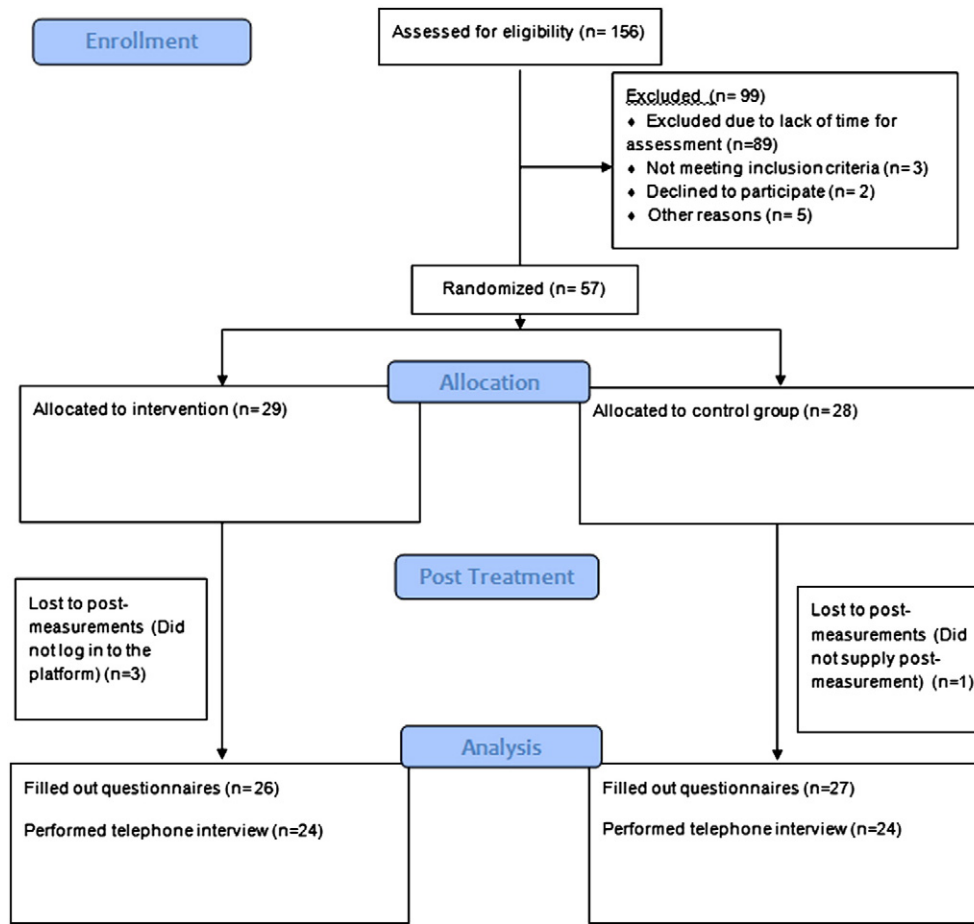 Enrollment
Assessed for eligibility (n= 156)
Excluded (n= 99)
♦ Excluded due to lack of time for
assessment (n=89)
♦ Not meeting inclusion criteria (n= 3)
♦ Declined to participate (n= 2)
♦ Other reasons (n= 5)
Randomized (n= 57)
Allocation
Allocated to intervention (n= 29)
Allocated to control group (n= 28)
Post Treatment
Lost to post-
measurements (Did
not log in to the
platform) (n=3)
Lost to post-
measurements (Did
not supply post-
measurement) (n=1)
Analysis
Filled out questionnaires (n=26)
Performed telephone interview (n=24)
Filled out questionnaires (n=27)
Performed telephone interview (n=24)